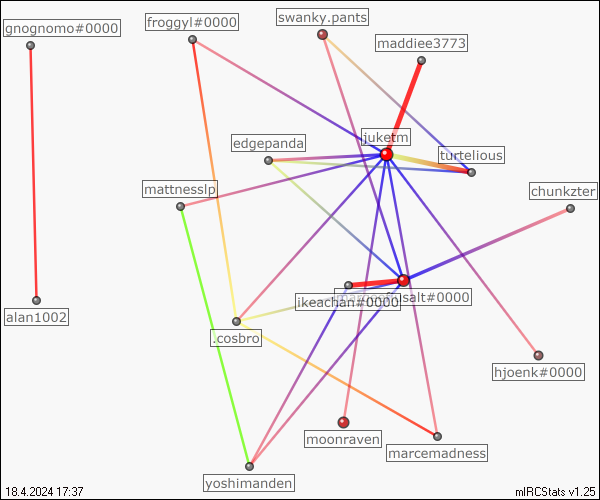 swanky.pants
froggyl#0000
gnognomo#0000
maddiee3773
juketm
edgepanda
turtelious
mattnesslp
chunkzter
ikeachan#0000
salt#0000
alan1002
.cosbro
hjoenk#0000
moonraven
marcemadness
yoshimanden
18.4.2024 17:37
mIRCStats v1.25